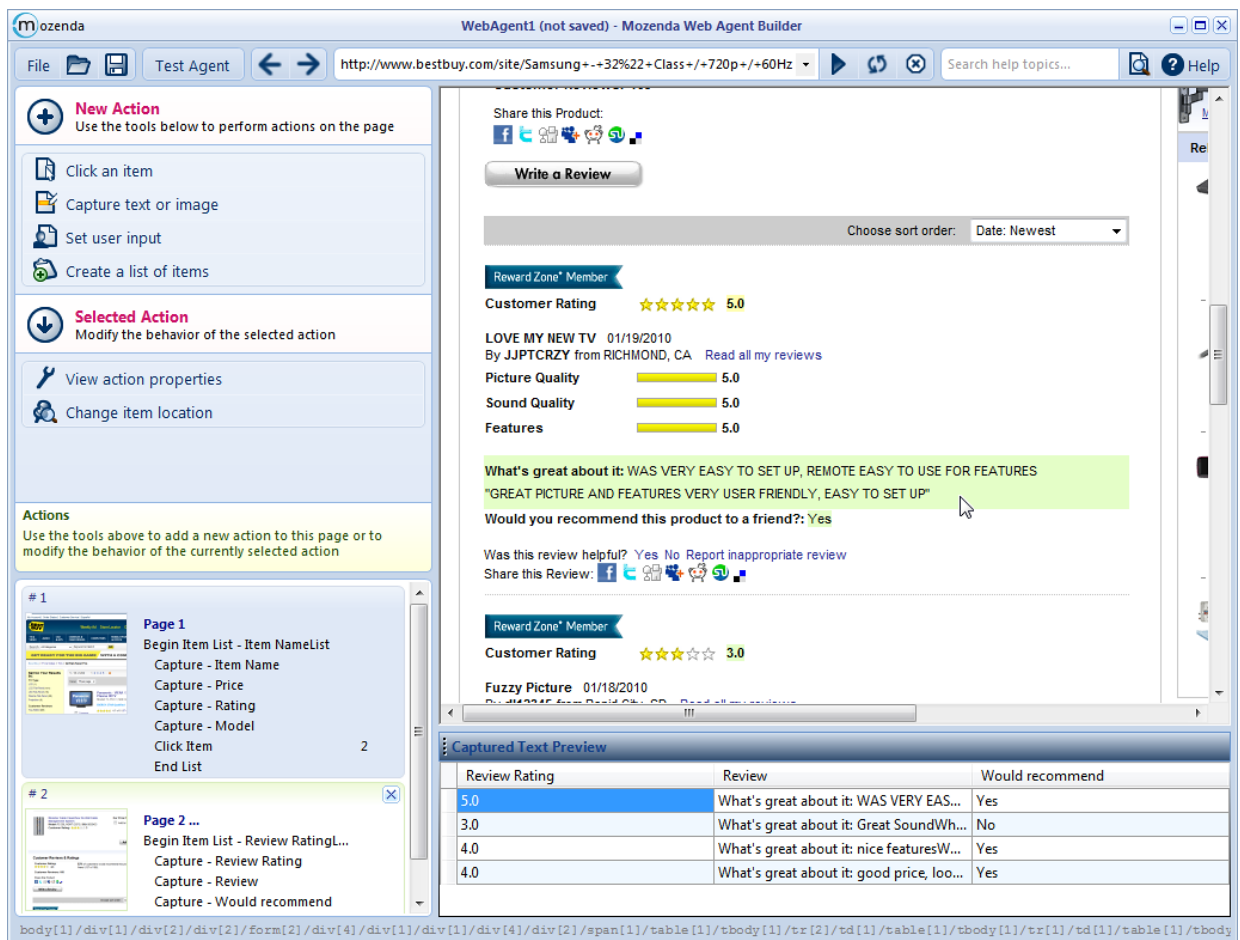 mozenda
WebAgent1 (not saved) - Mozenda Web Agent Builder
File
Test Agent
http://www.bestbuy.com/site/Samsung+-+32%22+Class+/+720p+/+60Hz
Search help topics...
Help
New Action
Use the tools below to perform actions on the page
Click an item
Capture text or image
Set user input
Create a list of items
Selected Action
Modify the behavior of the selected action
View action properties
Change item location
Actions
Use the tools above to add a new action to this page or to
modify the behavior of the currently selected action
# 1
Page 1
Begin Item List - Item NameList
Capture - Item Name
Capture - Price
Capture - Rating
Capture - Model
Click Item 2
End List
# 2
Page 2 ...
Begin Item List - Review RatingL...
Capture - Review Rating
Capture - Review
Capture - Would recommend
Share this Product:
Write a Review
Choose sort order: Date: Newest
Reward Zone® Member
Customer Rating 5.0
LOVE MY NEW TV 01/19/2010
By JJPTCRZY from RICHMOND, CA Read all my reviews
Picture Quality 5.0
Sound Quality 5.0
Features 5.0
What's great about it: WAS VERY EASY TO SET UP, REMOTE EASY TO USE FOR FEATURES
"GREAT PICTURE AND FEATURES VERY USER FRIENDLY, EASY TO SET UP"
Would you recommend this product to a friend?: Yes
Was this review helpful? Yes No Report inappropriate review
Share this Review:
Reward Zone® Member
Customer Rating 3.0
Fuzzy Picture 01/18/2010
Re
Captured Text Preview
Review Rating Review Would recommend
5.0 What's great about it: WAS VERY EAS... Yes
3.0 What's great about it: Great SoundWh... No
4.0 What's great about it: nice featuresW... Yes
4.0 What's great about it: good price, loo... Yes
body[1]/div[1]/div[2]/div[2]/form[2]/div[4]/div[1]/div[1]/div[4]/div[2]/span[1]/table[1]/tbody[1]/tr[2]/td[1]/table[1]/tbody[1]/tr[1]/td[1]/table[1]/tbody